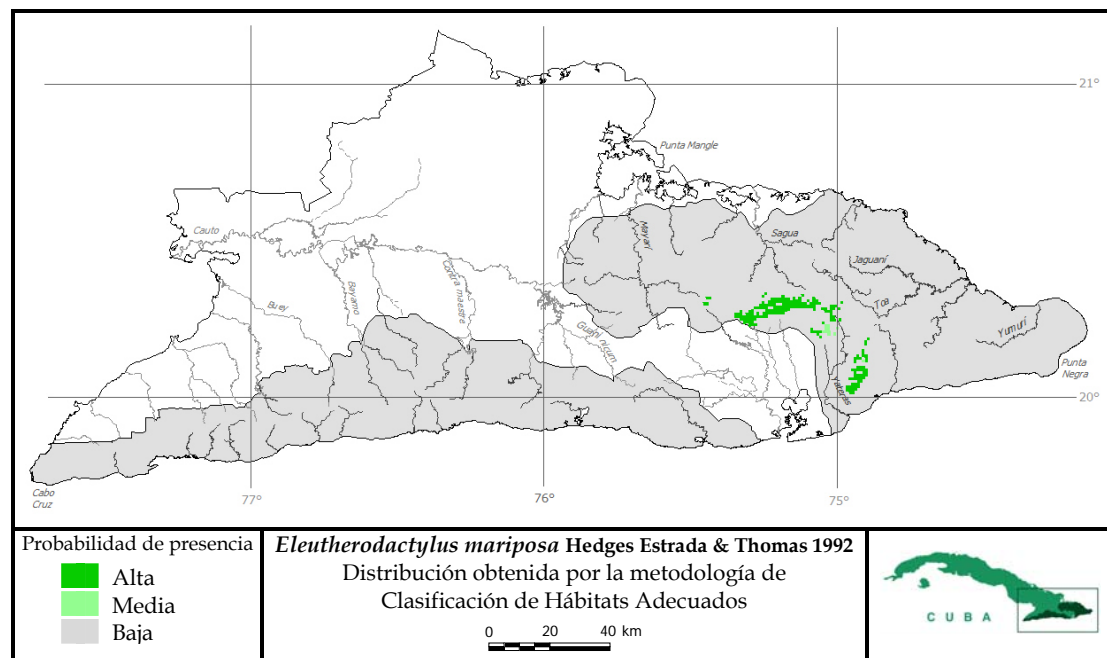 21°
Punta Mangle
Cauto
Mayarí
Sagua
Jaguaní
Toa
Buey
Bayamo
Contra maestre
Guaní nicum
Yumurí
Punta
Negra
20°
Cabo
Cruz
77°
76°
75°
Probabilidad de presencia
Alta
Media
Baja
Eleutherodactylus mariposa Hedges Estrada & Thomas 1992
Distribución obtenida por la metodología de
Clasificación de Hábitats Adecuados
0 20 40 km
CUBA